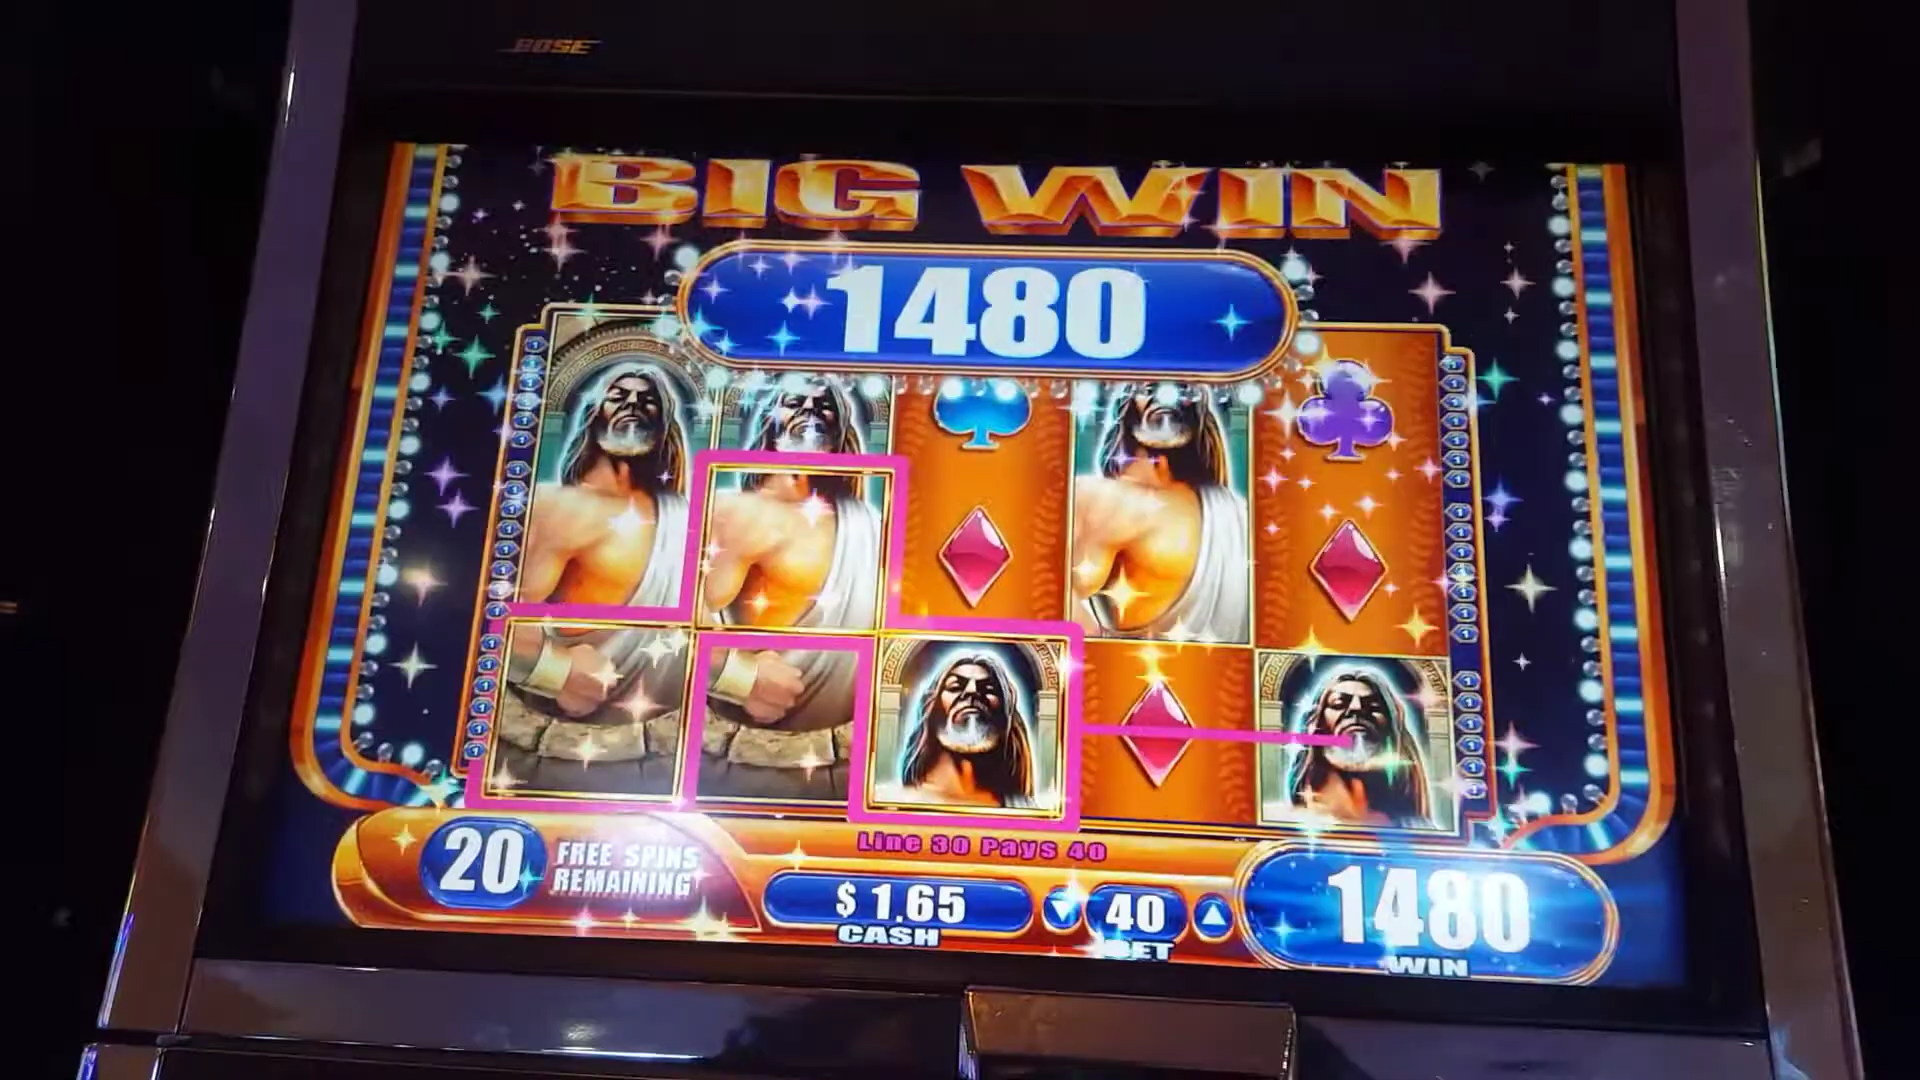 BOSE
BIG WIN
1480
Line 30 Pays 40
20
FREE SPINS
REMAINING
$ 1.65
CASH
40
BET
1480
WIN